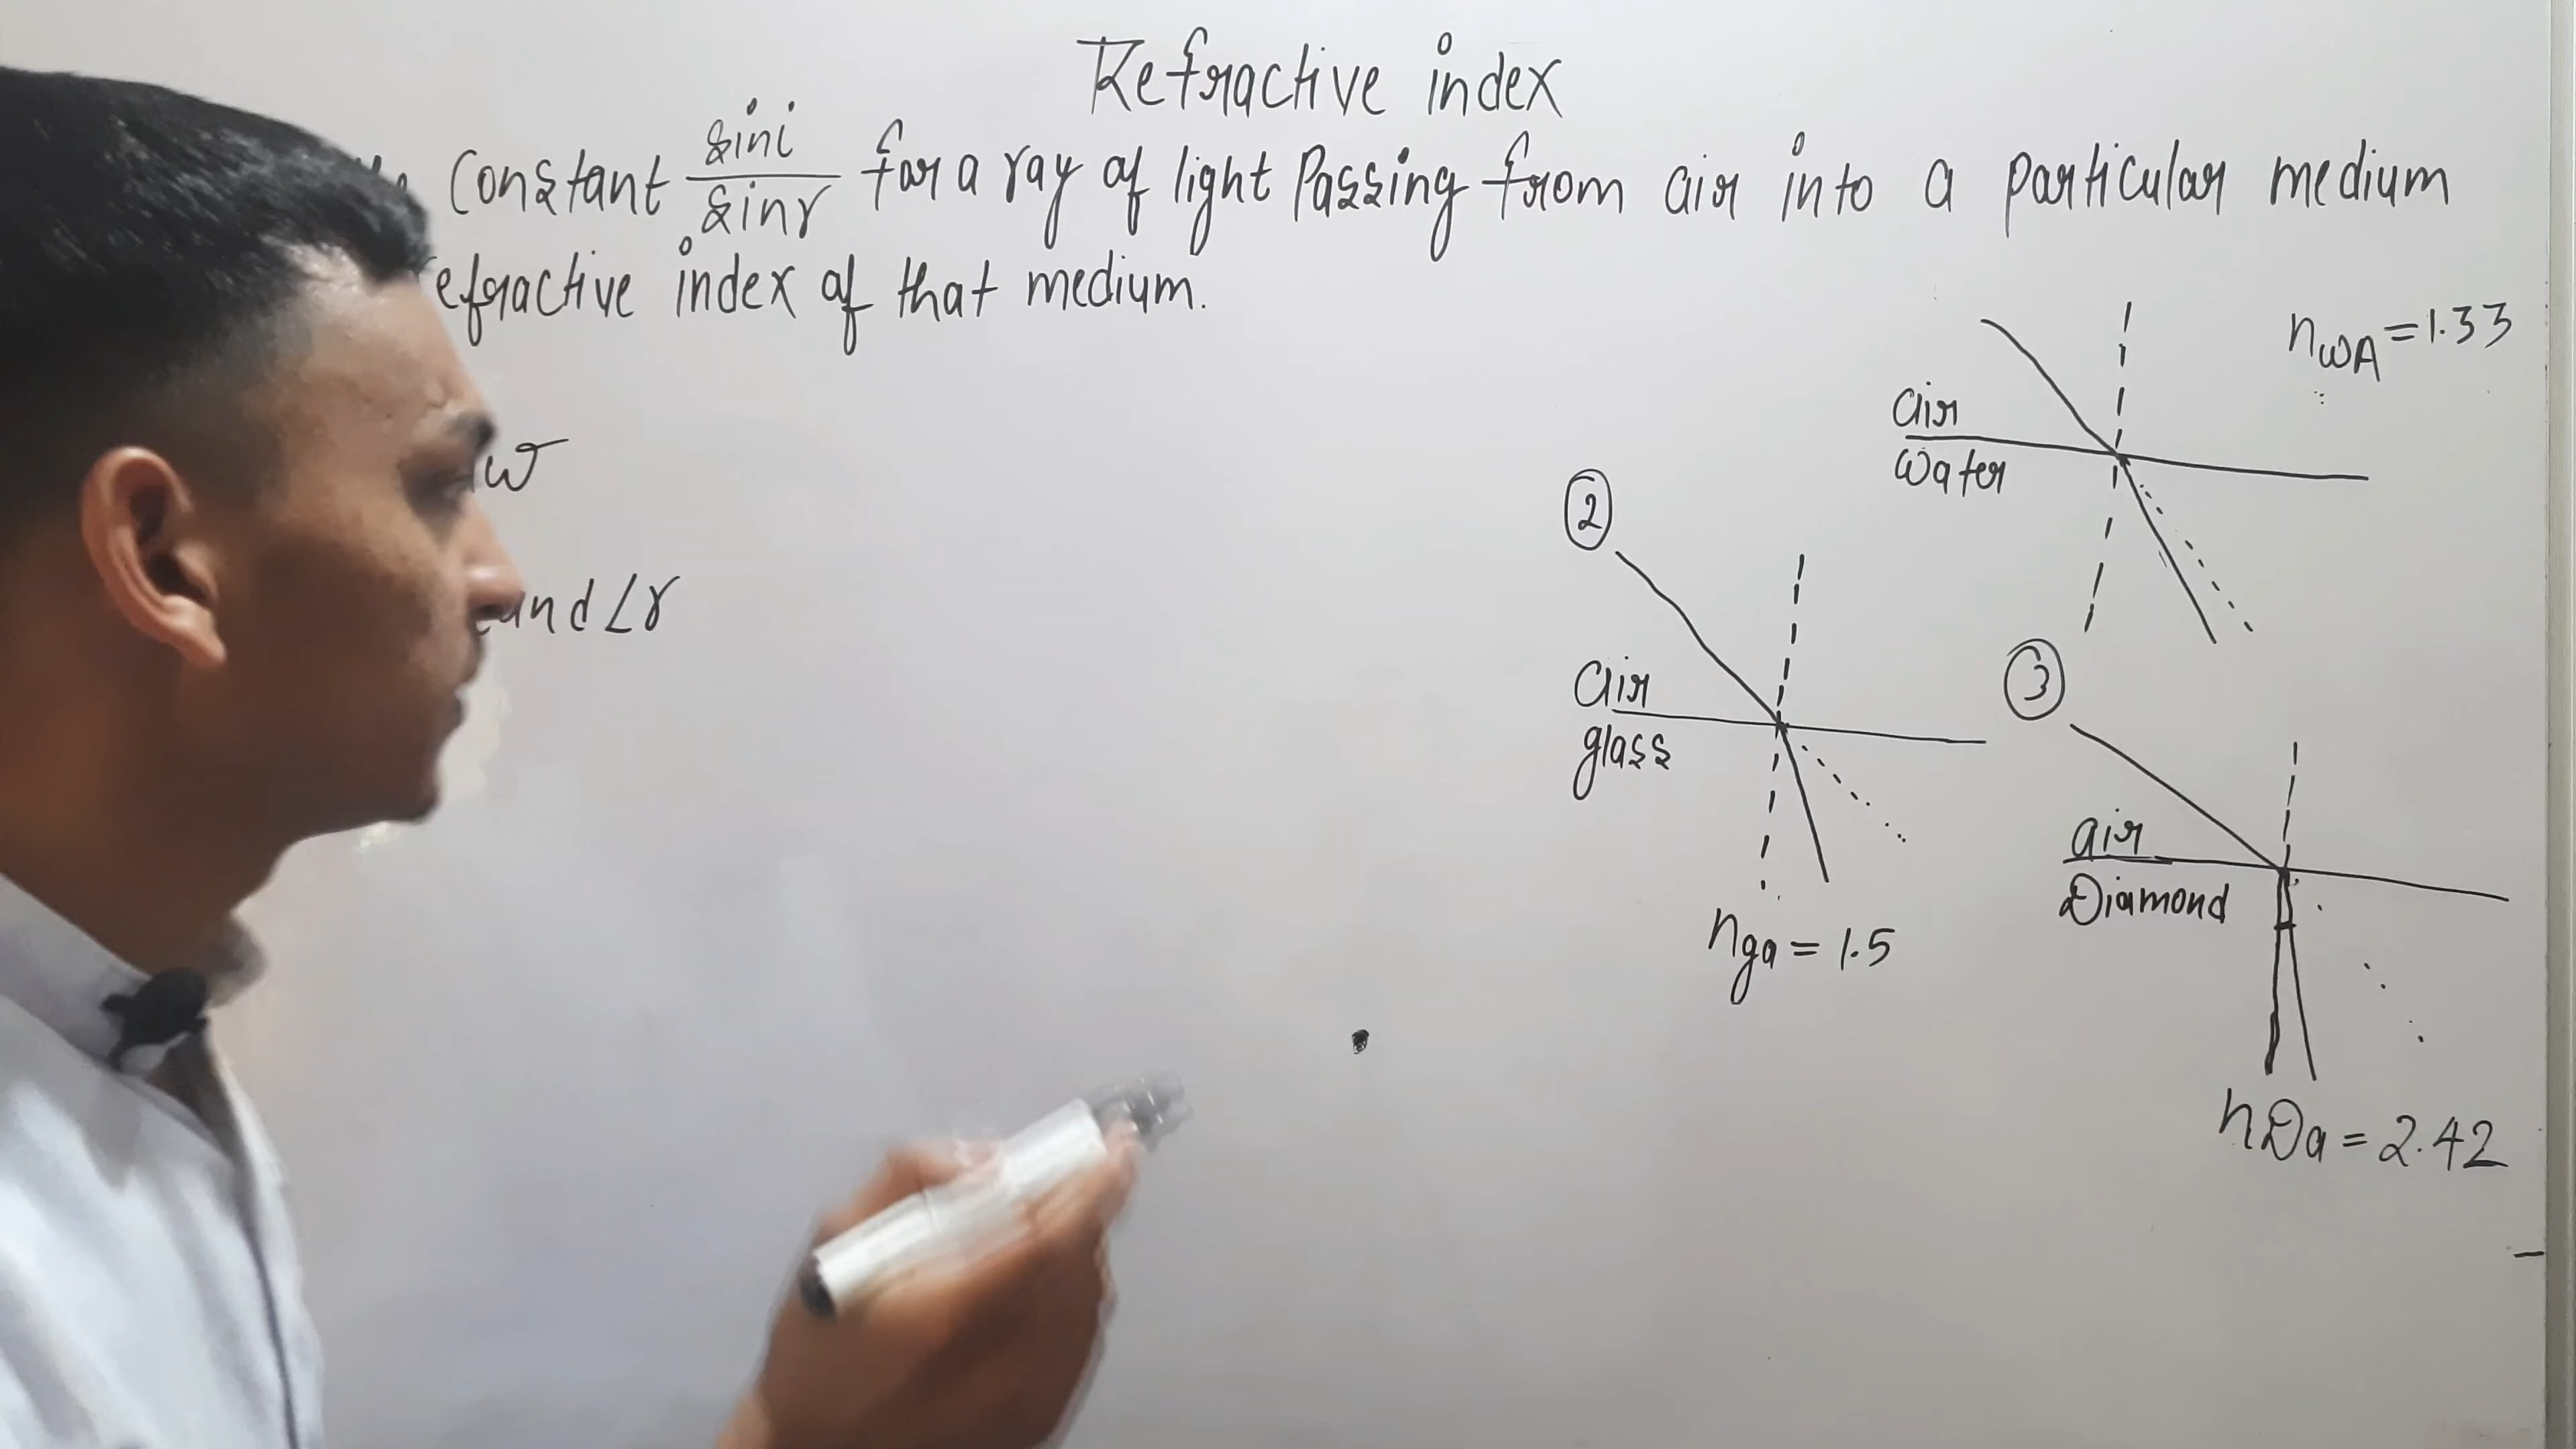 Refractive index
constant sini/sinr for a ray of light Passing from air into a particular medium
efractive index of that medium.
nWA = 1.33
air
water
w
②
and∠r
air
glass
③
air
Diamond
nga = 1.5
nDa = 2.42